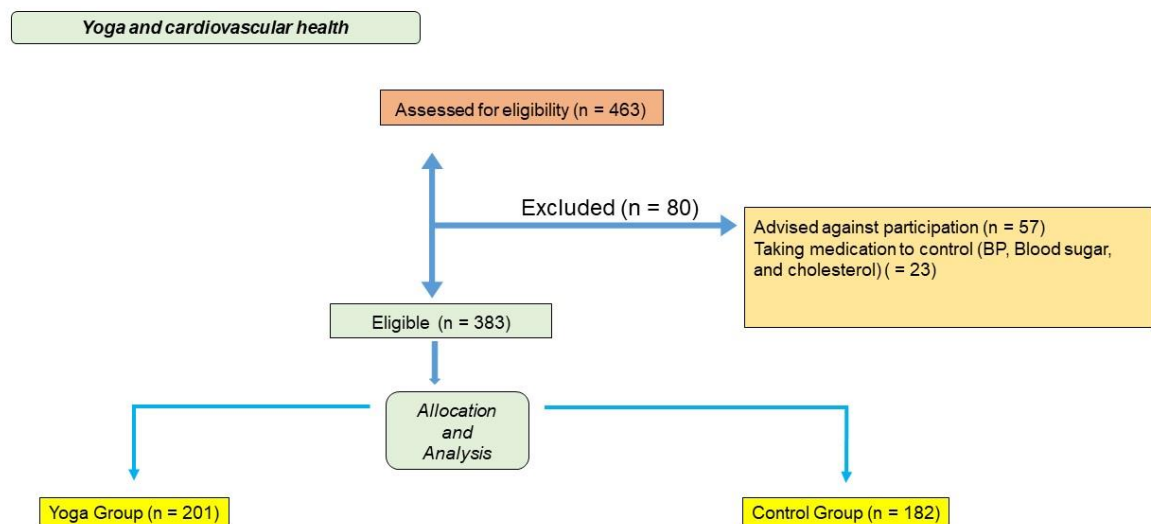 Yoga and cardiovascular health
Assessed for eligibility (n = 463)
Excluded (n = 80)
Advised against participation (n = 57)
Taking medication to control (BP, Blood sugar,
and cholesterol) ( = 23)
Eligible (n = 383)
Allocation
and
Analysis
Yoga Group (n = 201)
Control Group (n = 182)